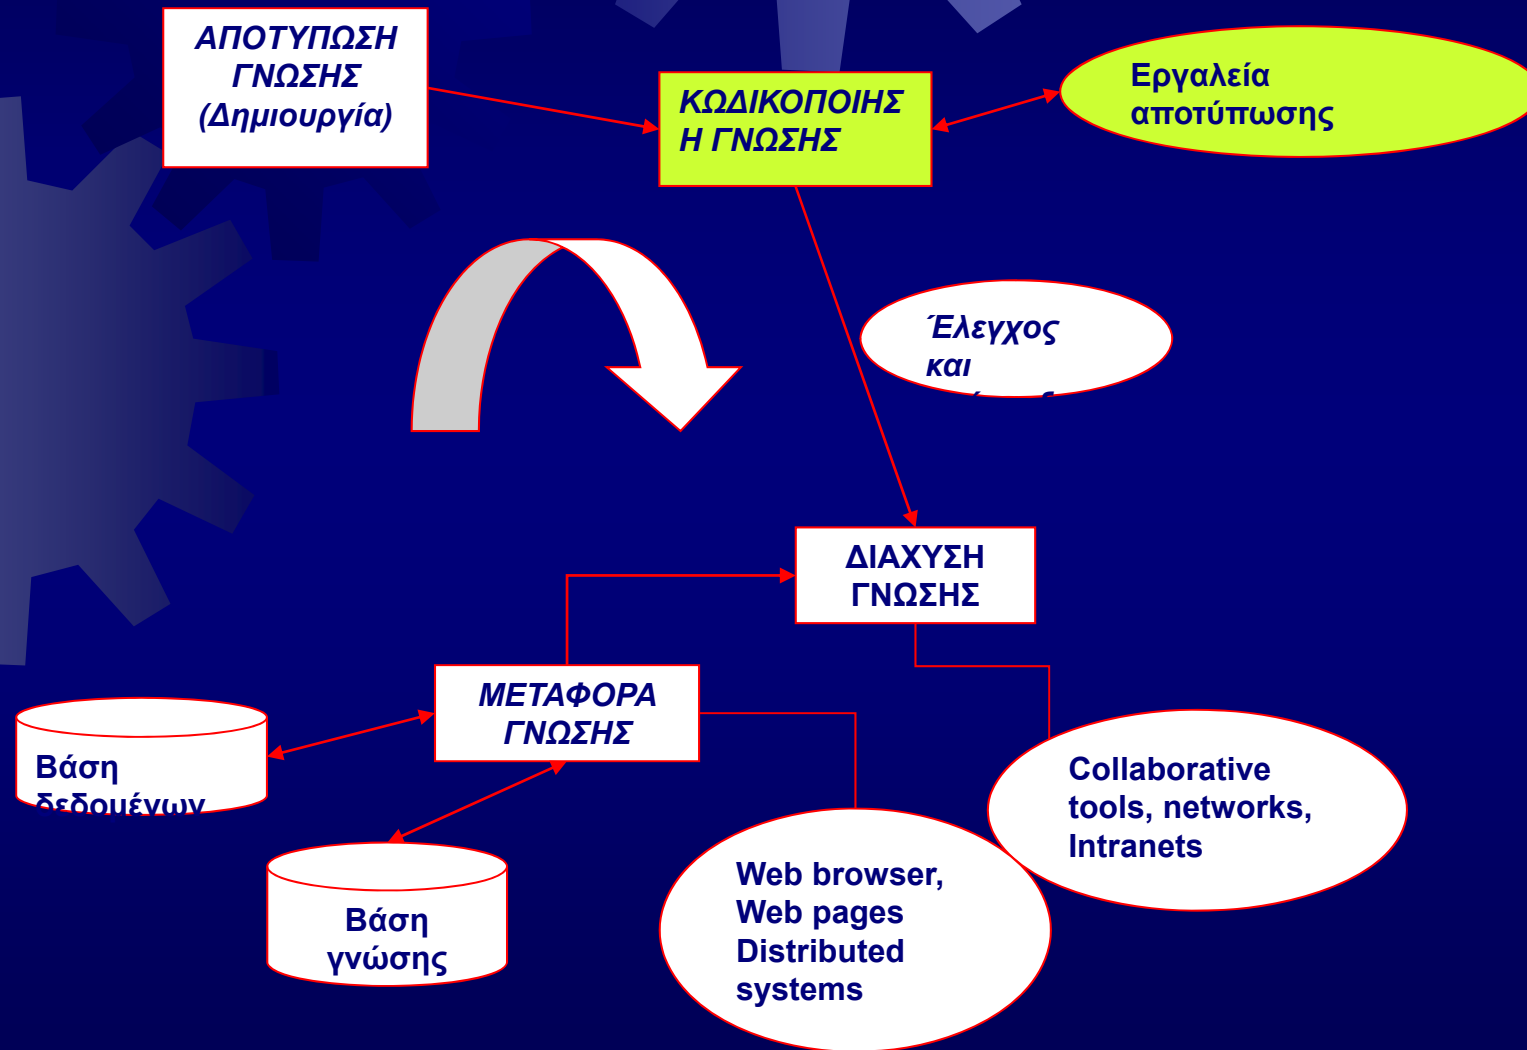 ΑΠΟΤΥΠΩΣΗ
ΓΝΩΣΗΣ
(Δημιουργία)
ΚΩΔΙΚΟΠΟΙΗΣ
Η ΓΝΩΣΗΣ
Εργαλεία
αποτύπωσης
Έλεγχος
και
ΔΙΑΧΥΣΗ
ΓΝΩΣΗΣ
ΜΕΤΑΦΟΡΑ
ΓΝΩΣΗΣ
Βάση
δεδομένων
Βάση
γνώσης
Collaborative
tools, networks,
Intranets
Web browser,
Web pages
Distributed
systems